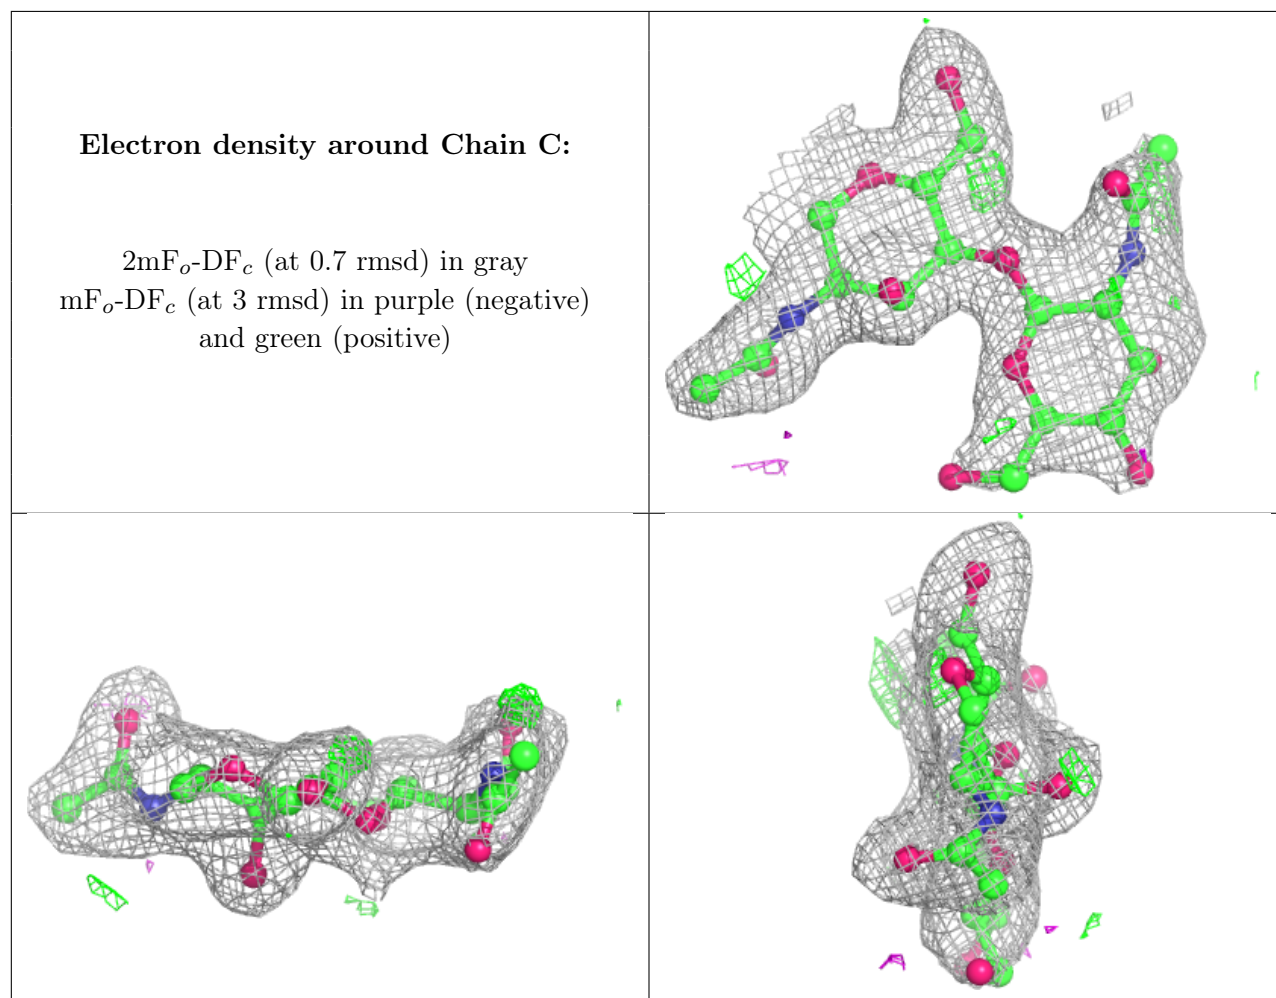 Electron density around Chain C:
2mFₒ-DF𝒸 (at 0.7 rmsd) in gray
mFₒ-DF𝒸 (at 3 rmsd) in purple (negative)
and green (positive)